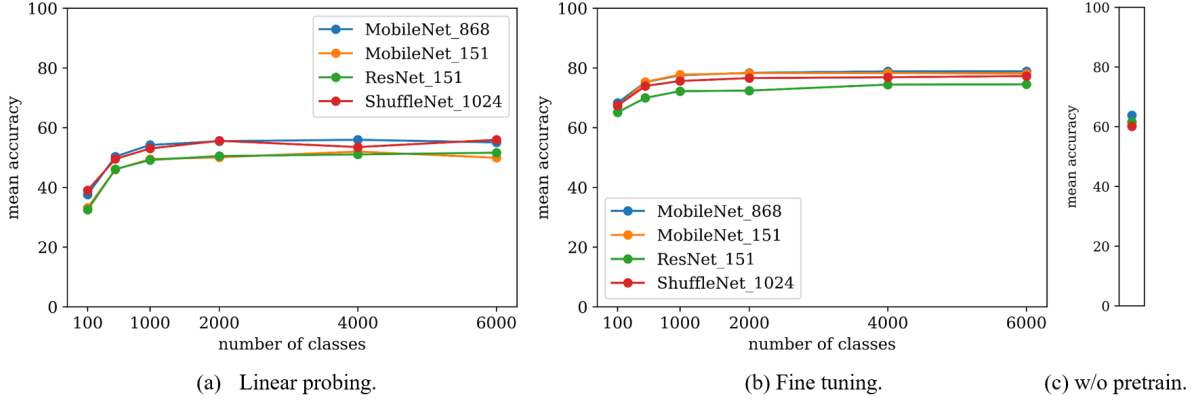 100
80
60
40
20
0
mean accuracy
MobileNet_868
MobileNet_151
ResNet_151
ShuffleNet_1024
100 1000 2000 4000 6000
number of classes
(a) Linear probing.
100
80
60
40
20
0
mean accuracy
MobileNet_868
MobileNet_151
ResNet_151
ShuffleNet_1024
100 1000 2000 4000 6000
number of classes
(b) Fine tuning.
100
80
60
40
20
0
mean accuracy
(c) w/o pretrain.